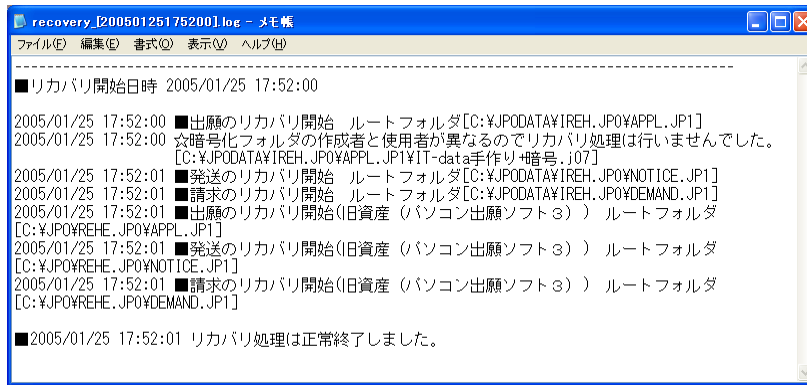 recovery_[20050125175200].log - メモ帳
ファイル(F) 編集(E) 書式(O) 表示(V) ヘルプ(H)
--------------------------------------------------------------------------------
■リカバリ開始日時 2005/01/25 17:52:00
2005/01/25 17:52:00 ■出願のリカバリ開始　ルートフォルダ[C:¥JPODATA¥IREH.JPO¥APPL.JP1]
2005/01/25 17:52:00 ☆暗号化フォルダの作成者と使用者が異なるのでリカバリ処理は行いませんでした。
[C:¥JPODATA¥IREH.JPO¥APPL.JP1¥IT-data手作り+暗号.j07]
2005/01/25 17:52:01 ■発送のリカバリ開始　ルートフォルダ[C:¥JPODATA¥IREH.JPO¥NOTICE.JP1]
2005/01/25 17:52:01 ■請求のリカバリ開始　ルートフォルダ[C:¥JPODATA¥IREH.JPO¥DEMAND.JP1]
2005/01/25 17:52:01 ■出願のリカバリ開始(旧資産（パソコン出願ソフト３））　ルートフォルダ
[C:¥JPO¥REHE.JPO¥APPL.JP1]
2005/01/25 17:52:01 ■発送のリカバリ開始(旧資産（パソコン出願ソフト３））　ルートフォルダ
[C:¥JPO¥REHE.JPO¥NOTICE.JP1]
2005/01/25 17:52:01 ■請求のリカバリ開始(旧資産（パソコン出願ソフト３））　ルートフォルダ
[C:¥JPO¥REHE.JPO¥DEMAND.JP1]
■2005/01/25 17:52:01 リカバリ処理は正常終了しました。